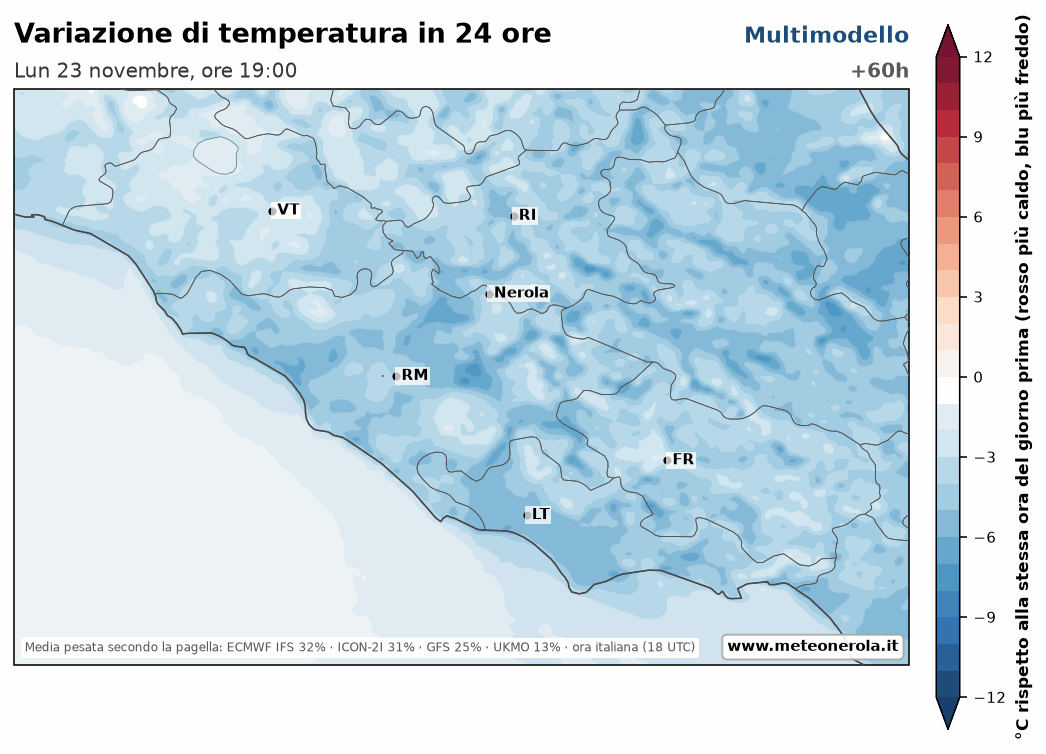 Variazione di temperatura in 24 ore
Multimodello
Lun 23 novembre, ore 19:00
+60h
VT
RI
Nerola
RM
FR
LT
Media pesata secondo la pagella: ECMWF IFS 32% · ICON-2I 31% · GFS 25% · UKMO 13% · ora italiana (18 UTC)
www.meteonerola.it
12
9
6
3
0
−3
−6
−9
−12
°C rispetto alla stessa ora del giorno prima (rosso più caldo, blu più freddo)